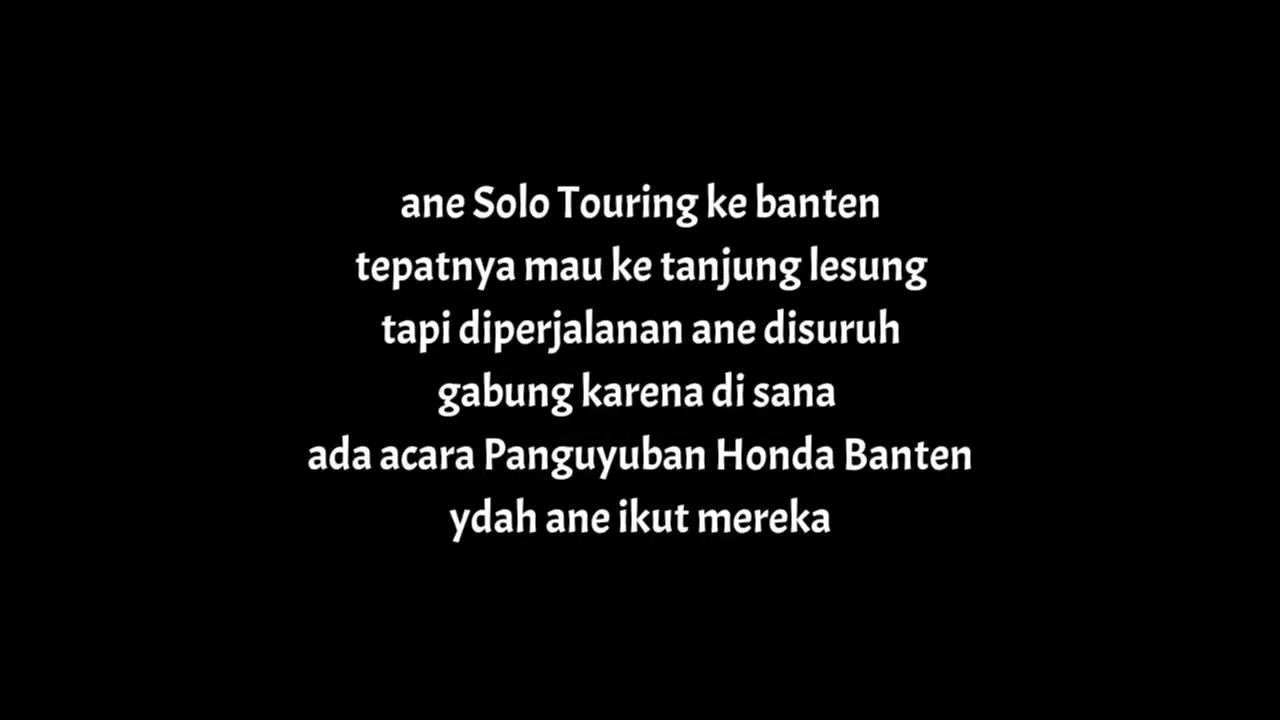 ane Solo Touring ke banten
tepatnya mau ke tanjung lesung
tapi diperjalanan ane disuruh
gabung karena di sana
ada acara Panguyuban Honda Banten
ydah ane ikut mereka